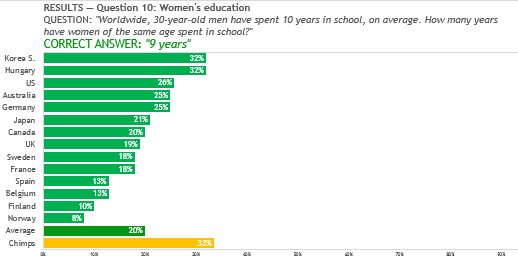 RESULTS — Question 10: Women's education
QUESTION: "Worldwide, 30-year-old men have spent 10 years in school, on average. How many years
have women of the same age spent in school?"
CORRECT ANSWER: "9 years"
Korea S. 32%
Hungary 32%
US 26%
Australia 25%
Germany 25%
Japan 21%
Canada 20%
UK 19%
Sweden 18%
France 18%
Spain 13%
Belgium 13%
Finland 10%
Norway 8%
Average 20%
Chimps 33%
0% 10% 20% 30% 40% 50% 60% 70% 80% 90%